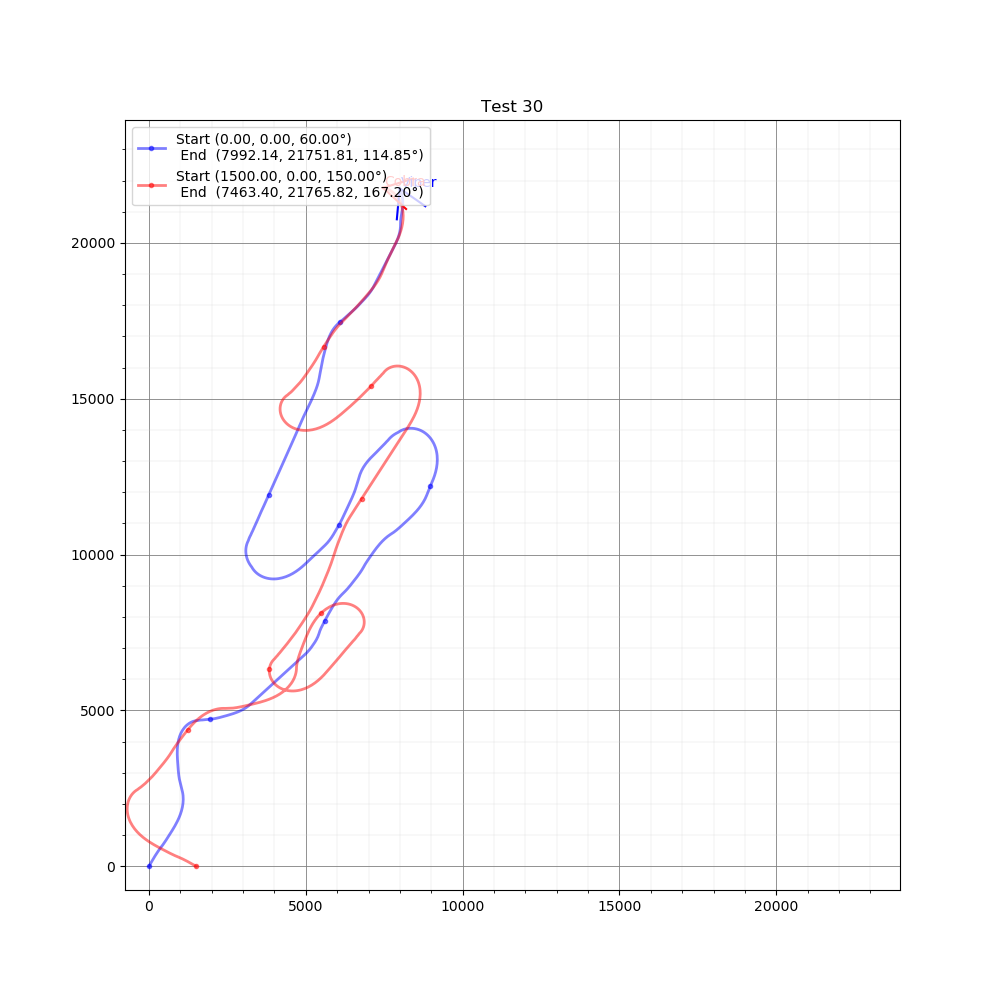 Test 30
Start (0.00, 0.00, 60.00°)
End (7992.14, 21751.81, 114.85°)
Start (1500.00, 0.00, 150.00°)
End (7463.40, 21765.82, 167.20°)
20000
15000
10000
5000
0
0
5000
10000
15000
20000